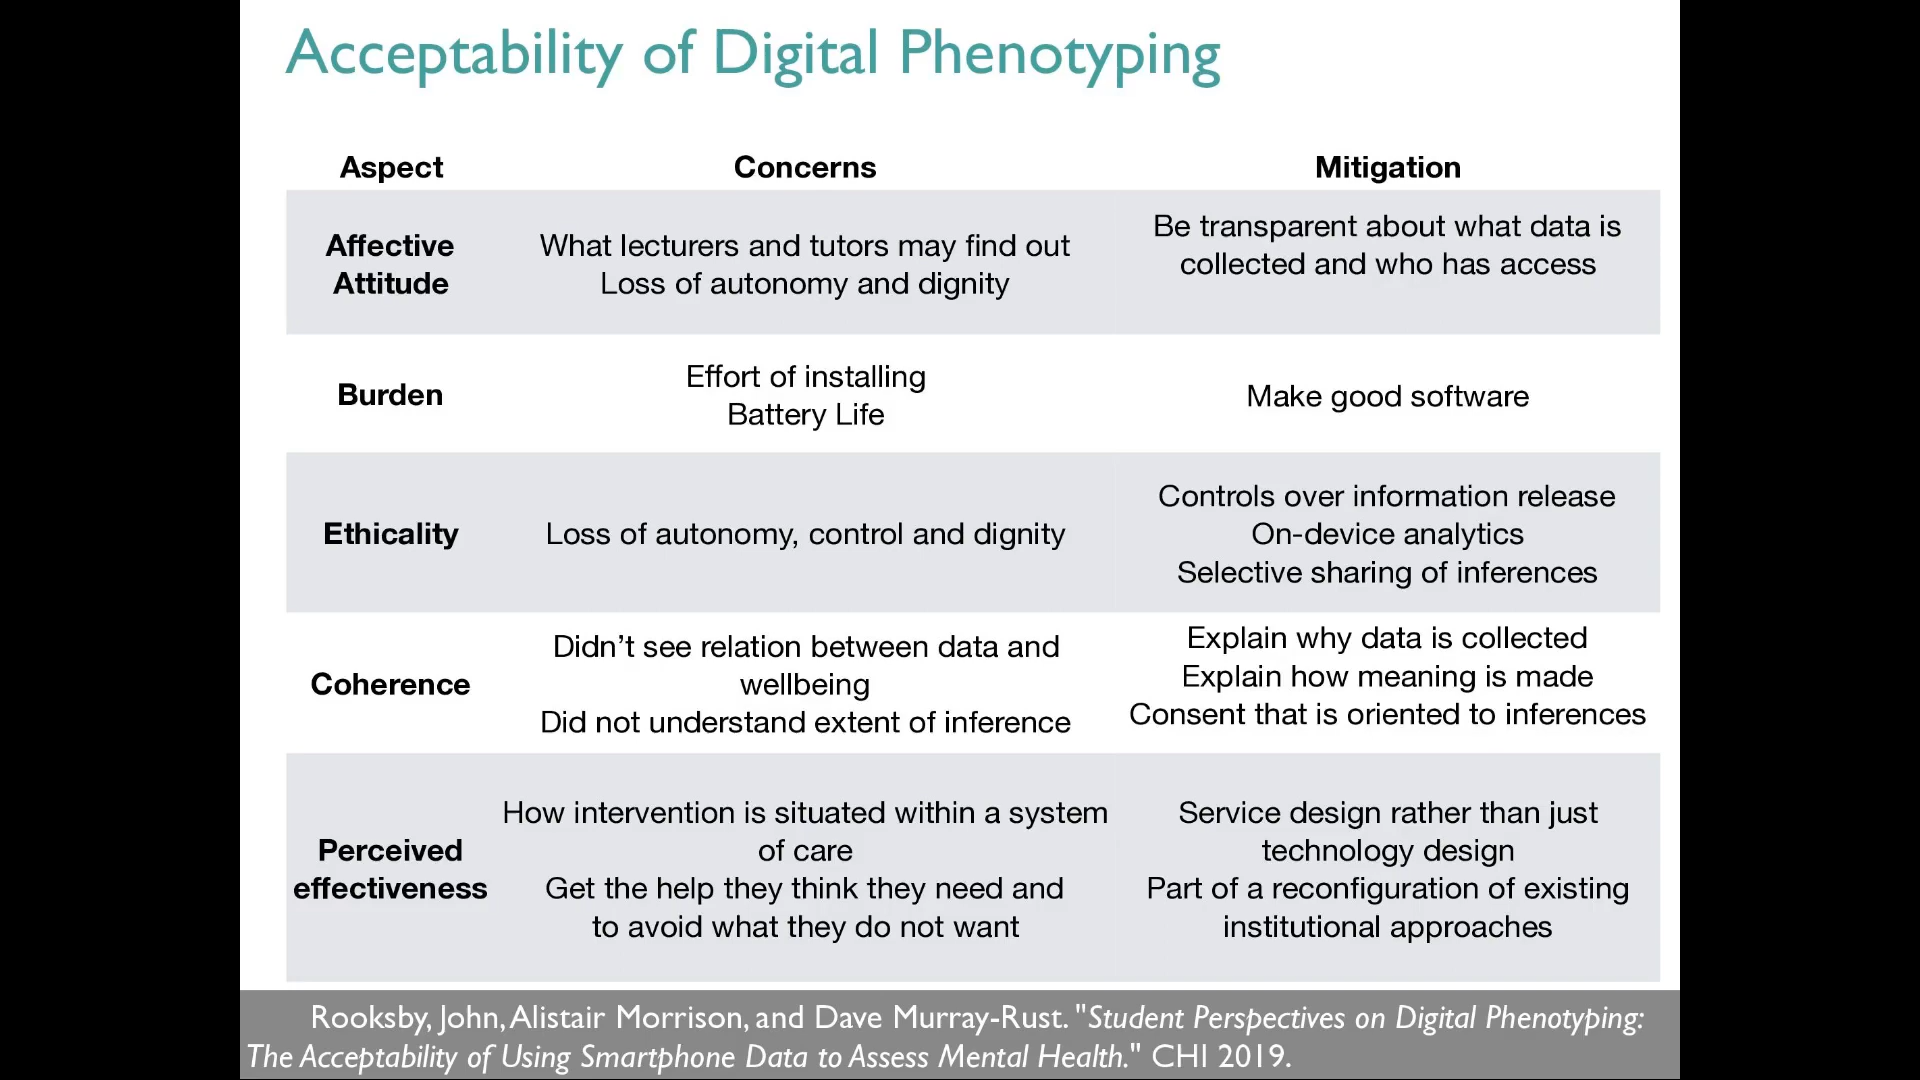 Acceptability of Digital Phenotyping
Aspect Concerns Mitigation
Affective
Attitude
What lecturers and tutors may find out
Loss of autonomy and dignity
Be transparent about what data is
collected and who has access
Burden
Effort of installing
Battery Life
Make good software
Ethicality
Loss of autonomy, control and dignity
Controls over information release
On-device analytics
Selective sharing of inferences
Coherence
Didn’t see relation between data and
wellbeing
Did not understand extent of inference
Explain why data is collected
Explain how meaning is made
Consent that is oriented to inferences
Perceived
effectiveness
How intervention is situated within a system
of care
Get the help they think they need and
to avoid what they do not want
Service design rather than just
technology design
Part of a reconfiguration of existing
institutional approaches
Rooksby, John, Alistair Morrison, and Dave Murray-Rust. "Student Perspectives on Digital Phenotyping:
The Acceptability of Using Smartphone Data to Assess Mental Health." CHI 2019.